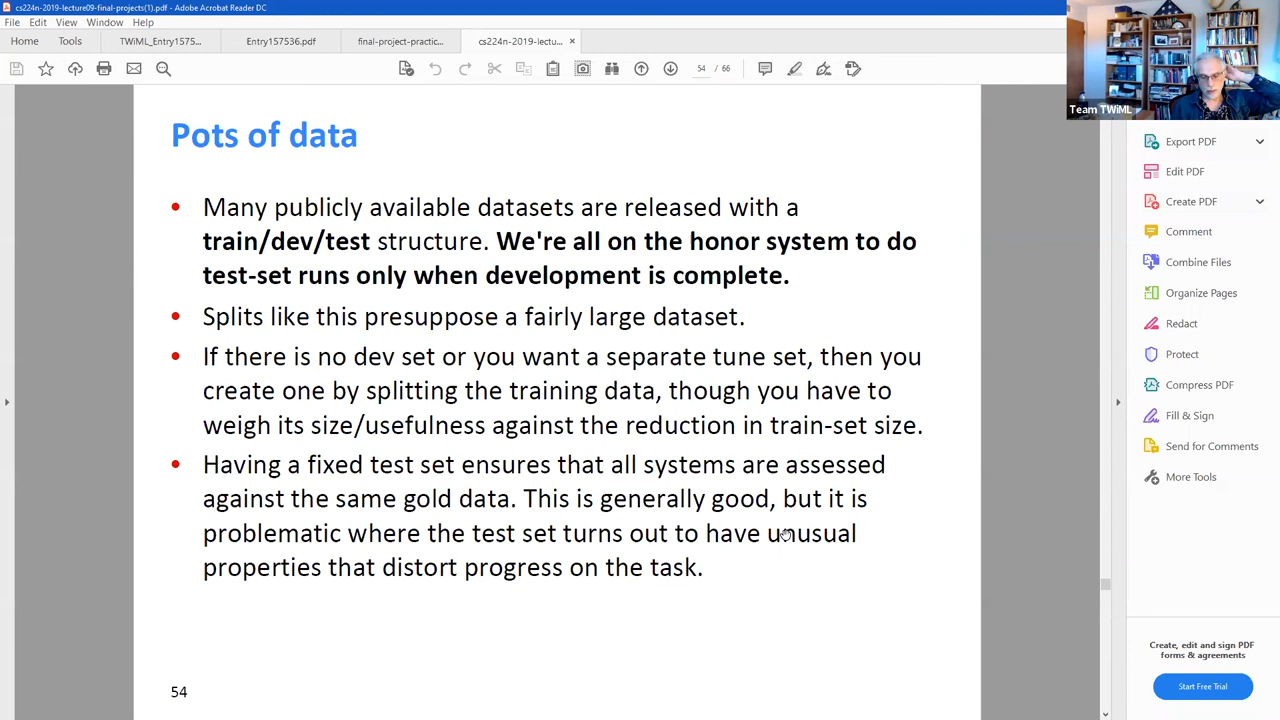 cs224n-2019-lecture09-final-projects(1).pdf - Adobe Acrobat Reader DC
File Edit View Window Help
Home Tools TWiML_Entry1575... Entry157536.pdf final-project-practic... cs224n-2019-lectu... ×
54 / 66
Team TWiML
Pots of data
• Many publicly available datasets are released with a
train/dev/test structure. We're all on the honor system to do
test-set runs only when development is complete.
• Splits like this presuppose a fairly large dataset.
• If there is no dev set or you want a separate tune set, then you
create one by splitting the training data, though you have to
weigh its size/usefulness against the reduction in train-set size.
• Having a fixed test set ensures that all systems are assessed
against the same gold data. This is generally good, but it is
problematic where the test set turns out to have unusual
properties that distort progress on the task.
54
Export PDF
Edit PDF
Create PDF
Comment
Combine Files
Organize Pages
Redact
Protect
Compress PDF
Fill & Sign
Send for Comments
More Tools
Create, edit and sign PDF
forms & agreements
Start Free Trial